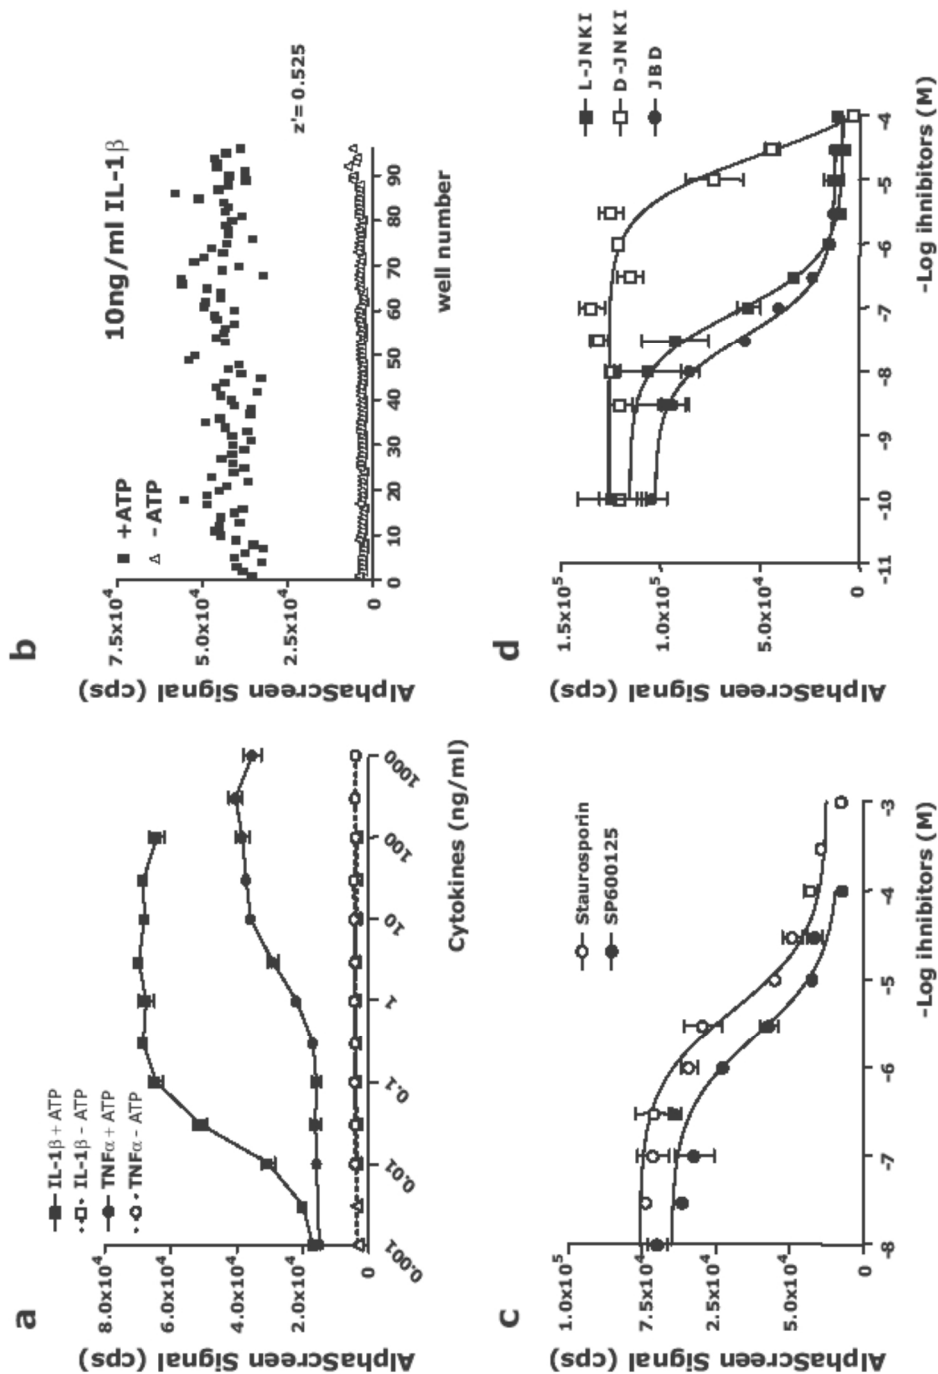 a
AlphaScreen Signal (cps)
8.0x10⁴
6.0x10⁴
4.0x10⁴
2.0x10⁴
0
IL-1β+ ATP
IL-1β- ATP
TNFα+ ATP
TNFα- ATP
0.001
0.01
0.1
1
10
100
1000
Cytokines (ng/ml)
b
AlphaScreen Signal (cps)
7.5x10⁴
5.0x10⁴
2.5x10⁴
0
+ATP
-ATP
10ng/ml IL-1β
z'= 0.525
0 10 20 30 40 50 60 70 80 90
well number
c
AlphaScreen Signal (cps)
1.0x10⁵
7.5x10⁴
2.5x10⁴
5.0x10⁴
0
Staurosporin
SP600125
-8 -7 -6 -5 -4 -3
-Log ihnibitors (M)
d
AlphaScreen Signal (cps)
1.5x10⁵
1.0x10⁵
5.0x10⁴
0
L-JNKI
D-JNKI
JBD
-11 -10 -9 -8 -7 -6 -5 -4
-Log ihnibitors (M)